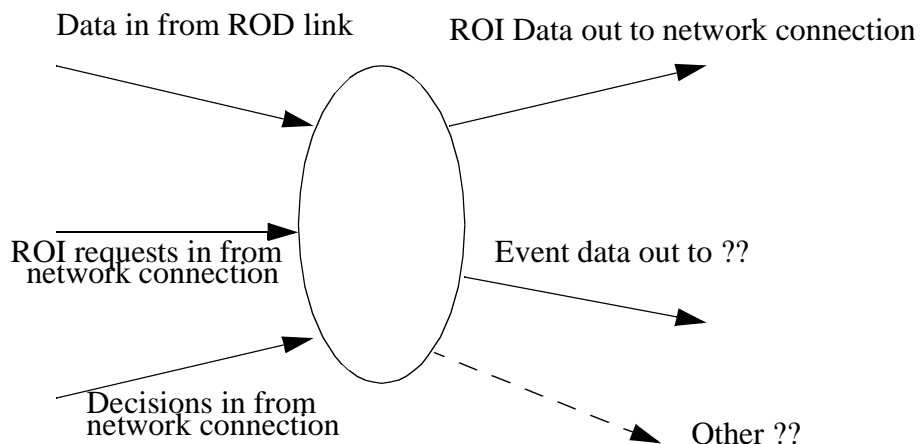 Data in from ROD link
ROI Data out to network connection
ROI requests in from
network connection
Event data out to ??
Decisions in from
network connection
Other ??